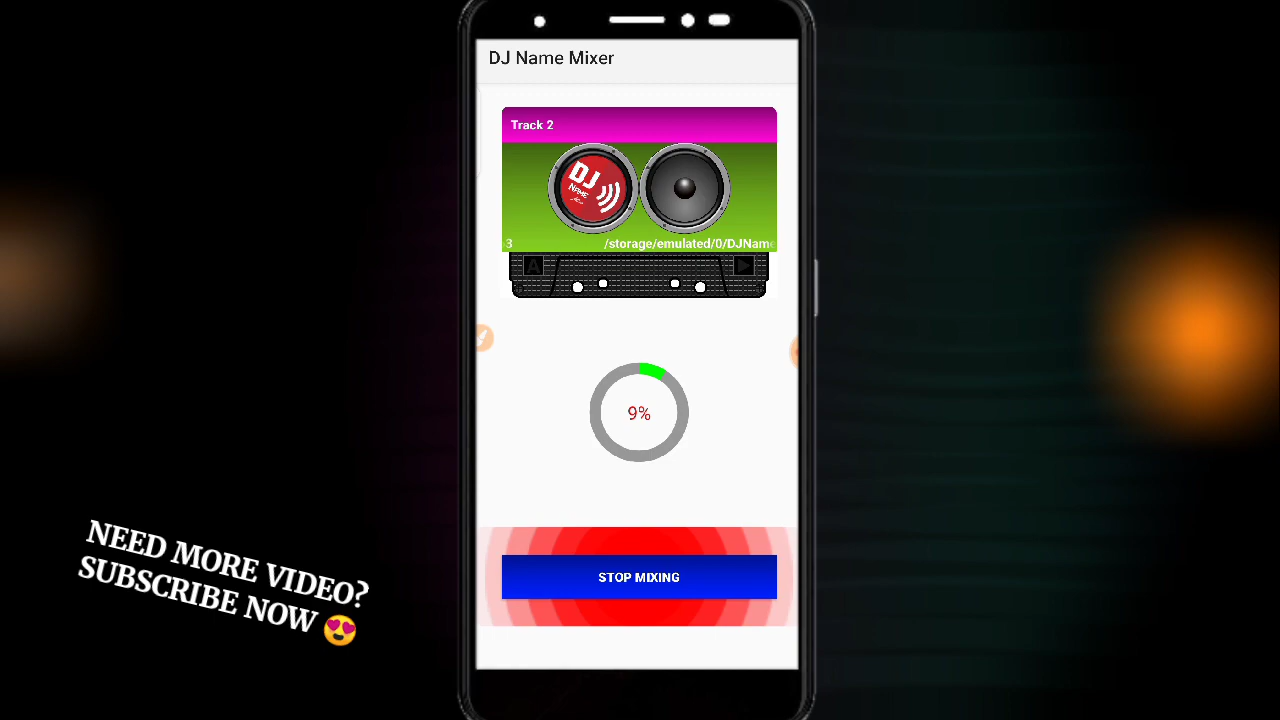 DJ Name Mixer
Track 2
DJ
NAME
3 /storage/emulated/0/DJName
A
9%
STOP MIXING
NEED MORE VIDEO?
SUBSCRIBE NOW 😍